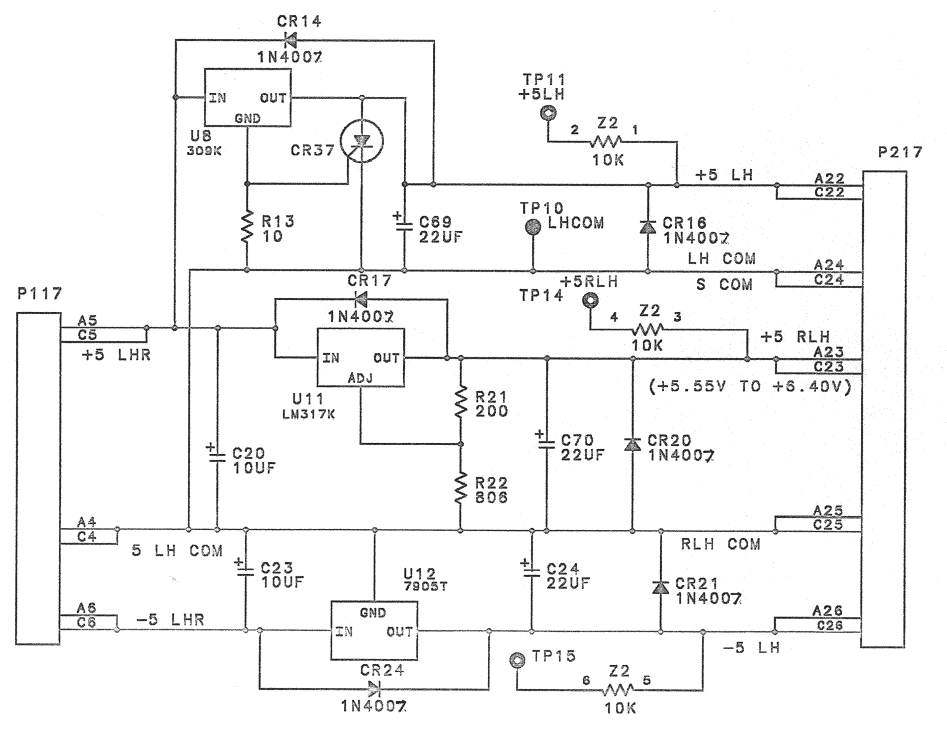 CR14
1N4007
IN OUT
GND
U8
309K
CR37
R13
10
C69
22UF
TP11
+5LH
2 Z2 1
10K
TP10
LHCOM
+5 LH
CR16
1N4007
LH COM
S COM
P217
A22
C22
A24
C24
P117
A5
C5
+5 LHR
CR17
1N4007
IN OUT
ADJ
U11
LM317K
+5RLH
TP14
4 Z2 3
10K
+5 RLH
A23
C23
(+5.55V TO +6.40V)
R21
200
R22
806
C20
10UF
C70
22UF
CR20
1N4007
A4
C4
5 LH COM
A25
C25
RLH COM
C23
10UF
U12
7905T
GND
IN OUT
C24
22UF
CR21
1N4007
A6
C6
-5 LHR
A26
C26
-5 LH
CR24
1N4007
TP15
6 Z2 5
10K